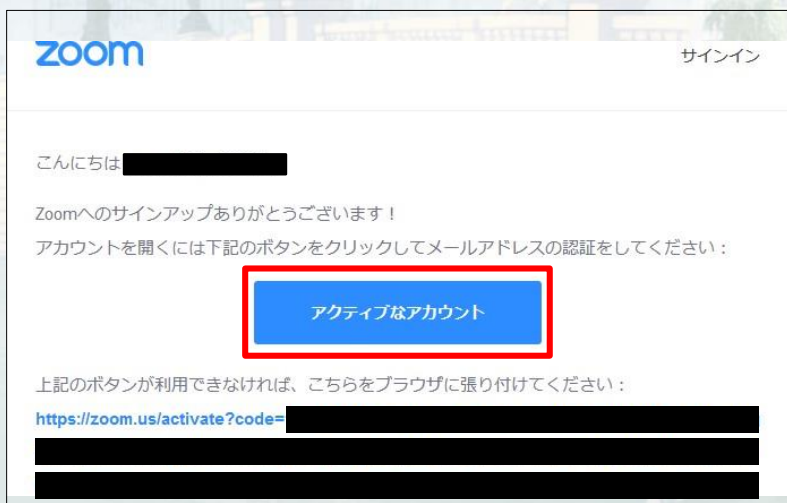 zoom
サインイン
こんにちは
Zoomへのサインアップありがとうございます！
アカウントを開くには下記のボタンをクリックしてメールアドレスの認証をしてください：
アクティブなアカウント
上記のボタンが利用できなければ、こちらをブラウザに張り付けてください：
https://zoom.us/activate?code=